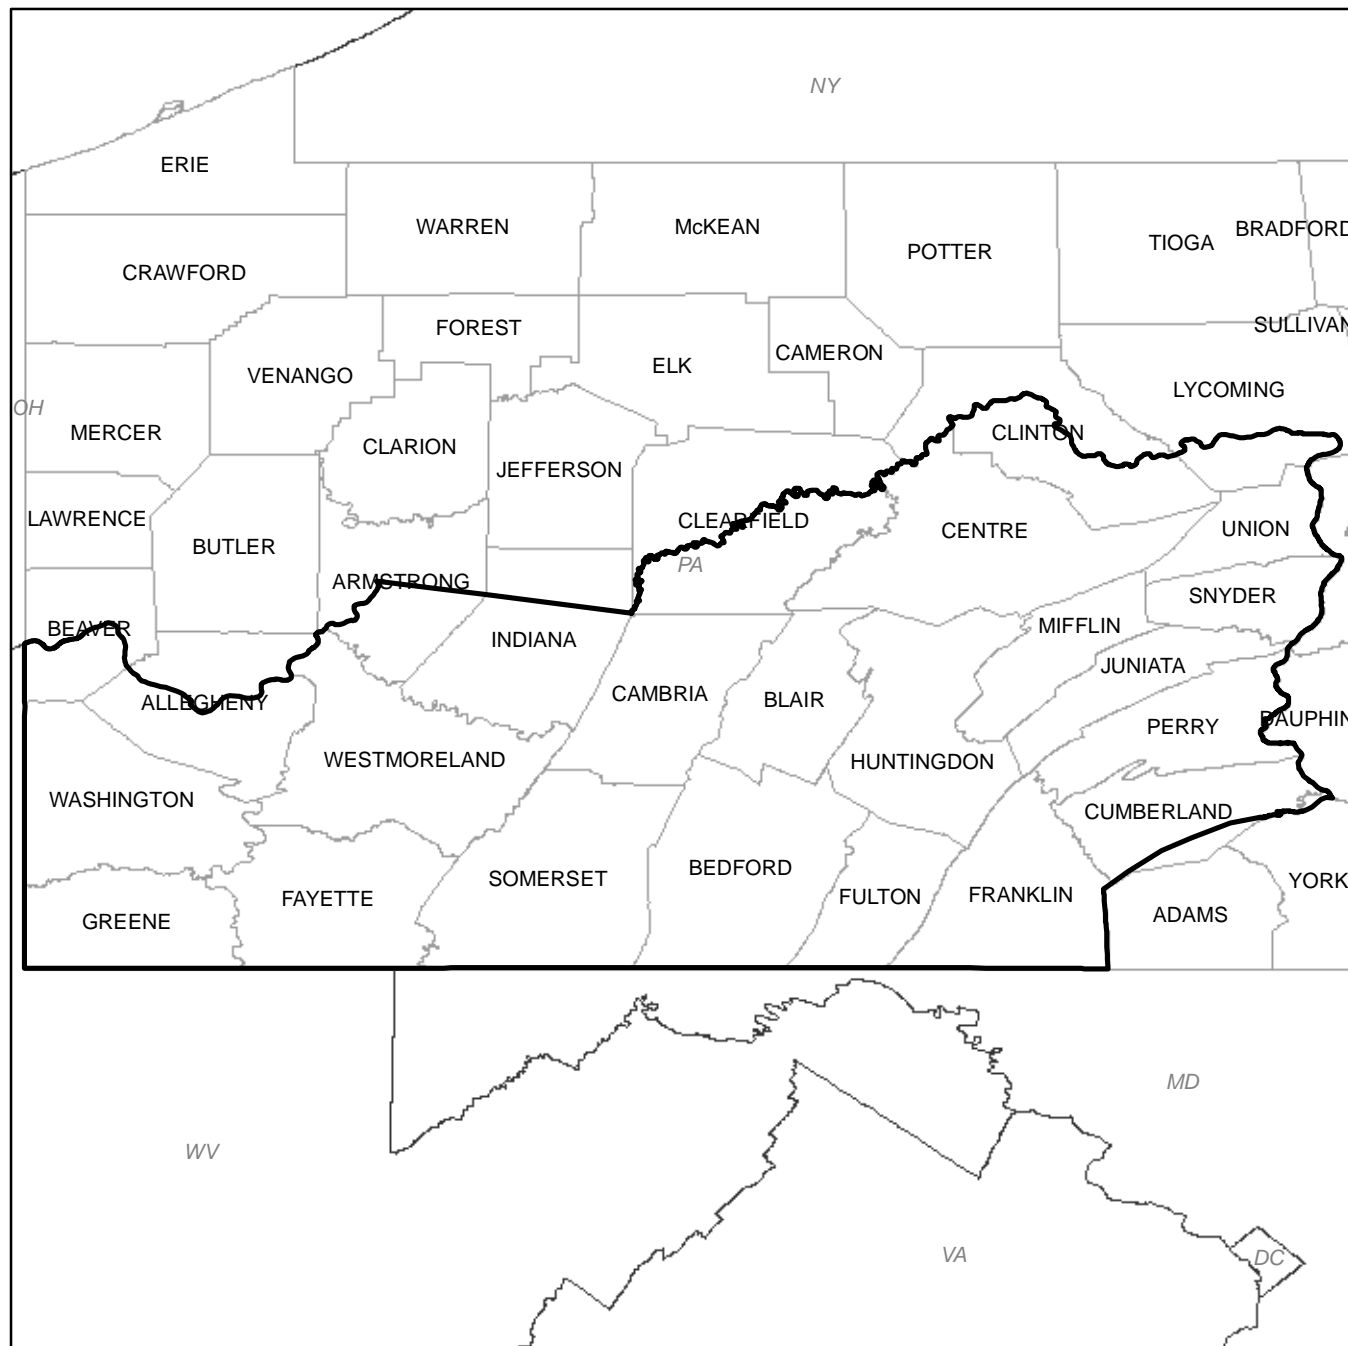 NY
ERIE
WARREN
McKEAN
BRADFORD
TIOGA
POTTER
CRAWFORD
FOREST
SULLIVAN
CAMERON
ELK
VENANGO
LYCOMING
OH
MERCER
CLINTON
CLARION
JEFFERSON
LAWRENCE
CLEARFIELD
UNION
CENTRE
BUTLER
PA
ARMSTRONG
SNYDER
BEAVER
MIFFLIN
INDIANA
JUNIATA
CAMBRIA
BLAIR
ALLEGHENY
DAUPHIN
PERRY
WESTMORELAND
HUNTINGDON
WASHINGTON
CUMBERLAND
BEDFORD
SOMERSET
YORK
FRANKLIN
FULTON
FAYETTE
ADAMS
GREENE
MD
WV
VA
DC